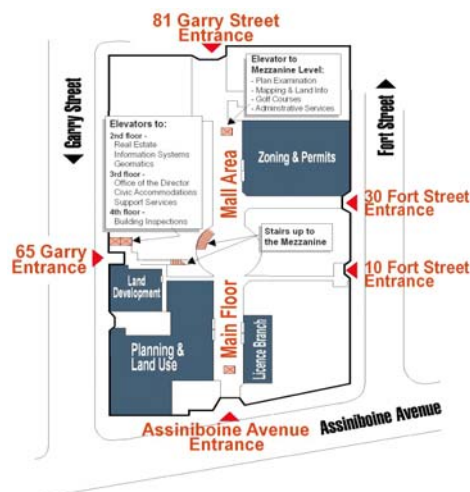 81 Garry Street
Entrance
Garry Street
Elevator to
Mezzanine Level:
- Plan Examination
- Mapping & Land Info
- Golf Courses
- Adminstrative Services
Fort Street
Elevators to:
2nd floor -
Real Estate
Information Systems
Geomatics
3rd floor -
Office of the Director
Civic Accommodations
Support Services
4th floor -
Building Inspections
Mall Area
Zoning & Permits
30 Fort Street
Entrance
Stairs up to
the Mezzanine
65 Garry
Entrance
10 Fort Street
Entrance
Land
Development
Main Floor
Planning &
Land Use
Licence Branch
Assiniboine Avenue
Entrance
Assiniboine Avenue